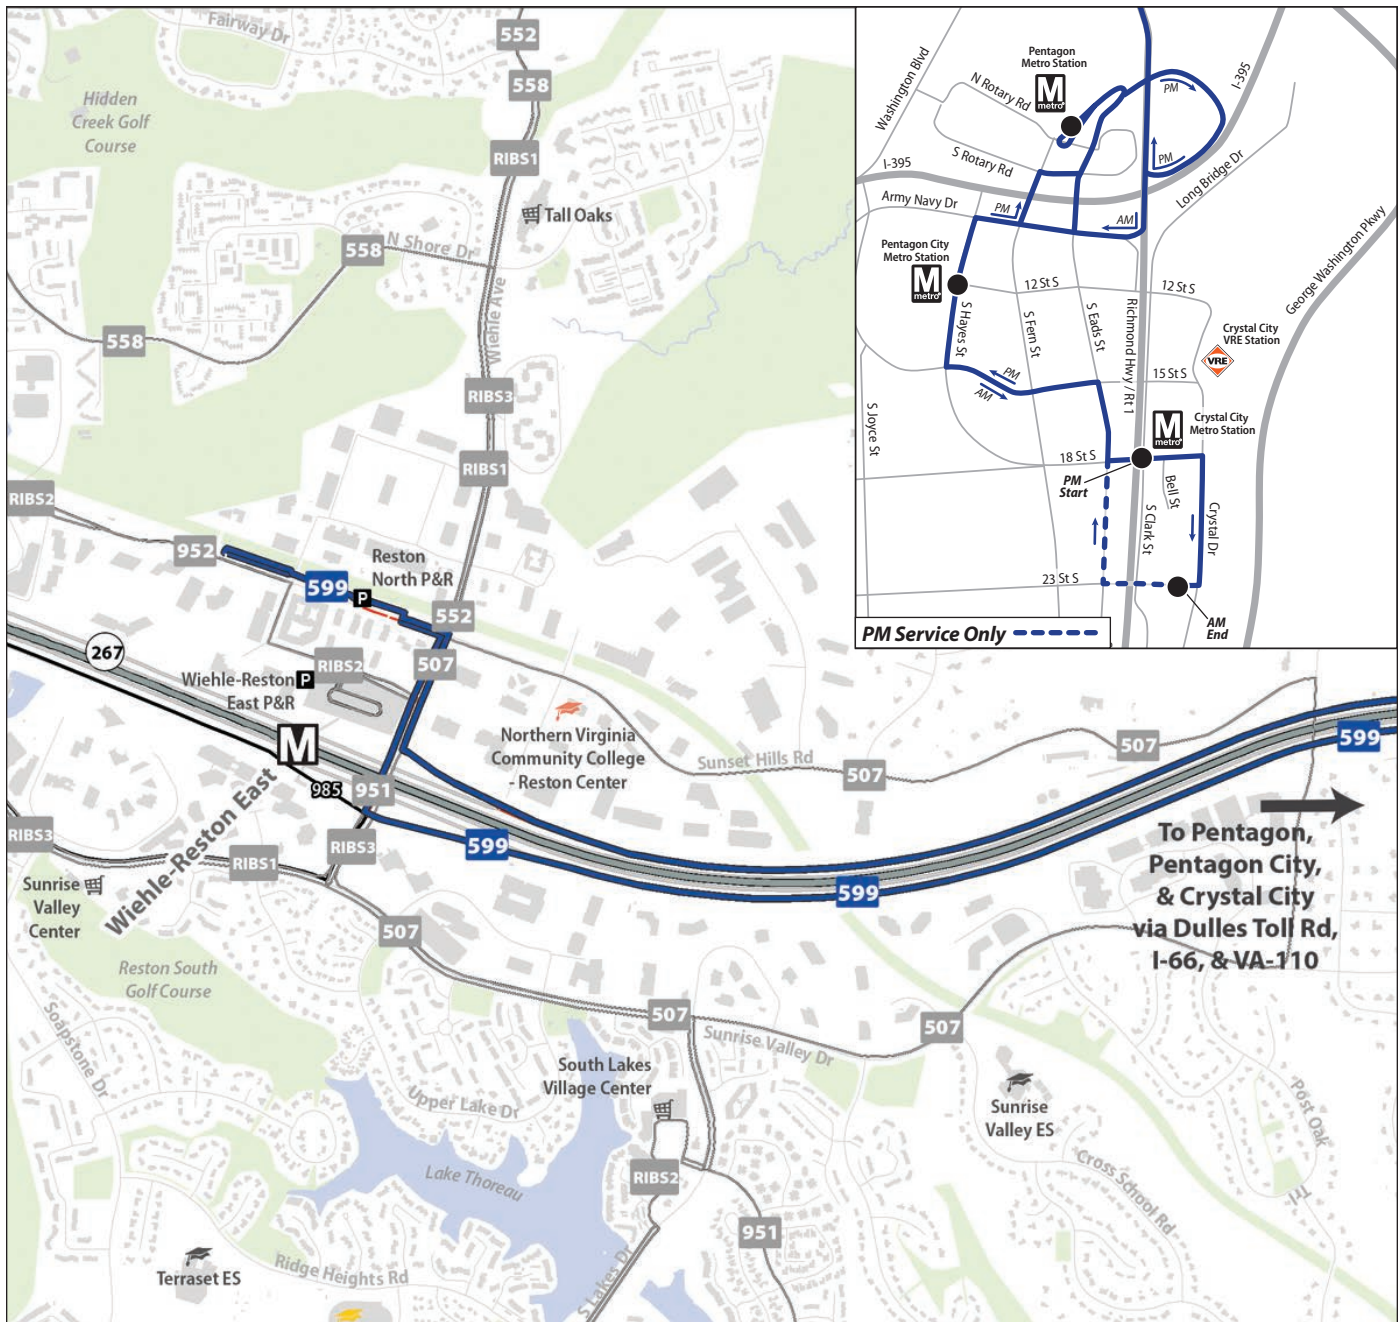 Fairway Dr
552
558
Hidden
Creek Golf
Course
RIBS1
Tall Oaks
N Shore Dr
558
558
Wiehle Ave
RIBS3
RIBS1
RIBS2
952
599
P
Reston
North P&R
552
267
RIBS2
507
Wiehle-Reston
East P&R
P
M
Wiehle-Reston East
985
951
Northern Virginia
Community College
- Reston Center
Sunset Hills Rd
507
507
599
RIBS3
RIBS1
RIBS3
599
599
Sunrise
Valley
Center
507
To Pentagon,
Pentagon City,
& Crystal City
via Dulles Toll Rd,
I-66, & VA-110
Reston South
Golf Course
Soapstone Dr
507
Sunrise Valley Dr
507
South Lakes
Village Center
Upper Lake Dr
Lake Thoreau
Sunrise
Valley ES
Post Oak
Trl
Cross School Rd
RIBS2
951
Terraset ES
Ridge Heights Rd
S Lakes Dr
Washington Blvd
Pentagon
Metro Station
M
metro
N Rotary Rd
PM
I-395
S Rotary Rd
I-395
PM
Long Bridge Dr
Army Navy Dr
PM
AM
George Washington Pkwy
Pentagon City
Metro Station
M
metro
12 St S
12 St S
S Hayes St
S Fern St
S Eads St
Richmond Hwy / Rt 1
Crystal City
VRE Station
VRE
PM
AM
15 St S
S Joyce St
M
metro
Crystal City
Metro Station
18 St S
PM
Start
Bell St
S Clark St
Crystal Dr
23 St S
AM
End
PM Service Only